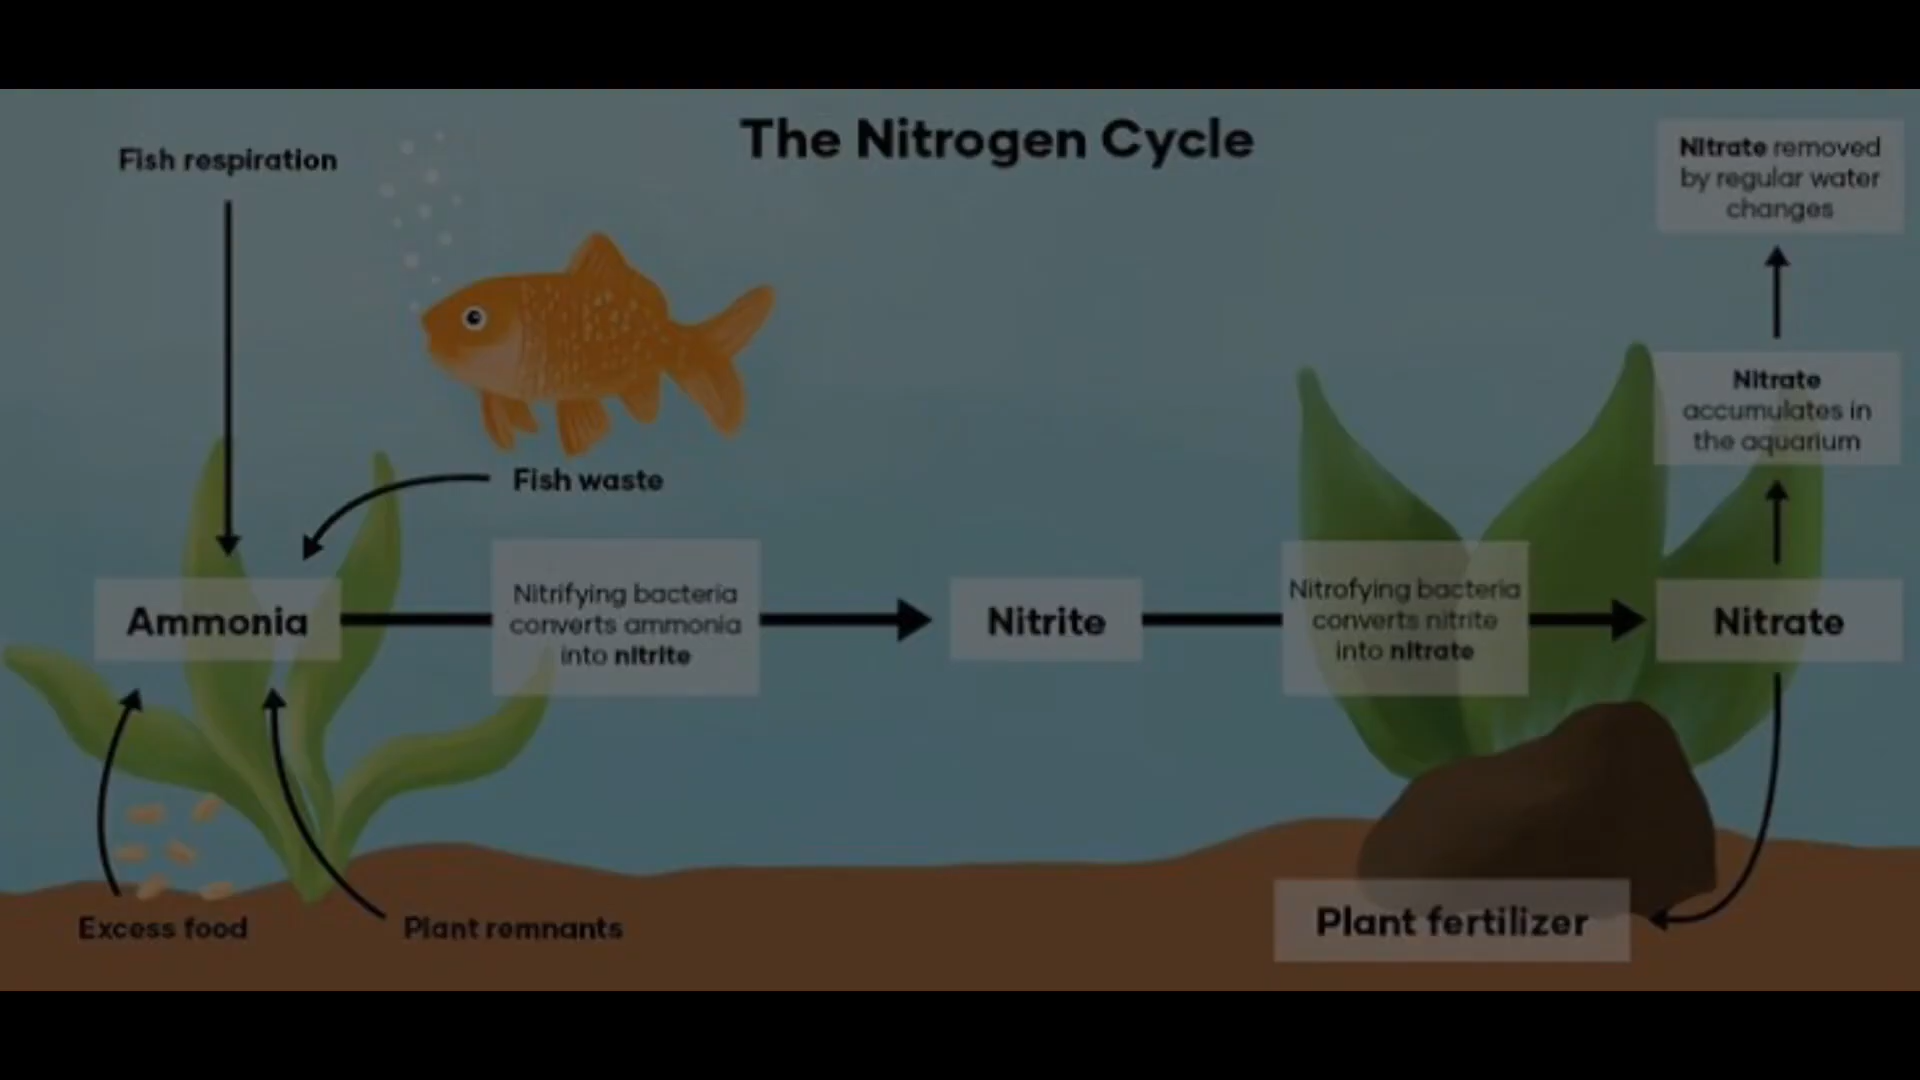 The Nitrogen Cycle
Fish respiration
Nitrate removed
by regular water
changes
Nitrate
accumulates in
the aquarium
Fish waste
Ammonia
Nitrifying bacteria
converts ammonia
into nitrite
Nitrite
Nitrofying bacteria
converts nitrite
into nitrate
Nitrate
Excess food
Plant remnants
Plant fertilizer